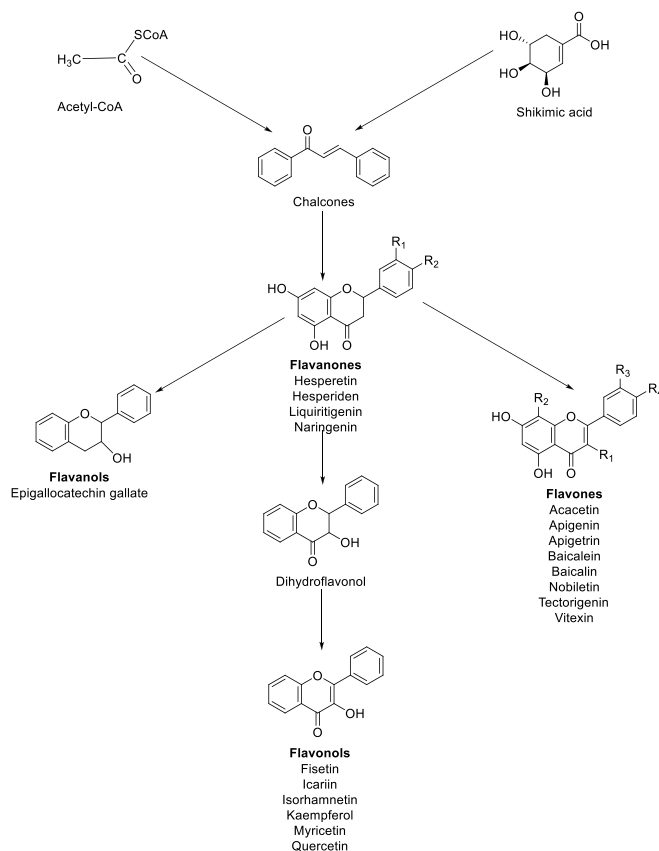 SCoA
H₃C
C
O
Acetyl-CoA
HO
O
OH
HO
OH
Shikimic acid
O
Chalcones
R₁
R₂
HO
O
OH
O
Flavanones
Hesperetin
Hesperiden
Liquiritigenin
Naringenin
O
OH
Flavanols
Epigallocatechin gallate
R₃
R₂
HO
O
R₁
OH
O
Flavones
Acacetin
Apigenin
Apigetrin
Baicalein
Baicalin
Nobiletin
Tectorigenin
Vitexin
O
OH
O
Dihydroflavonol
O
OH
O
Flavonols
Fisetin
Icariin
Isorhamnetin
Kaempferol
Myricetin
Quercetin